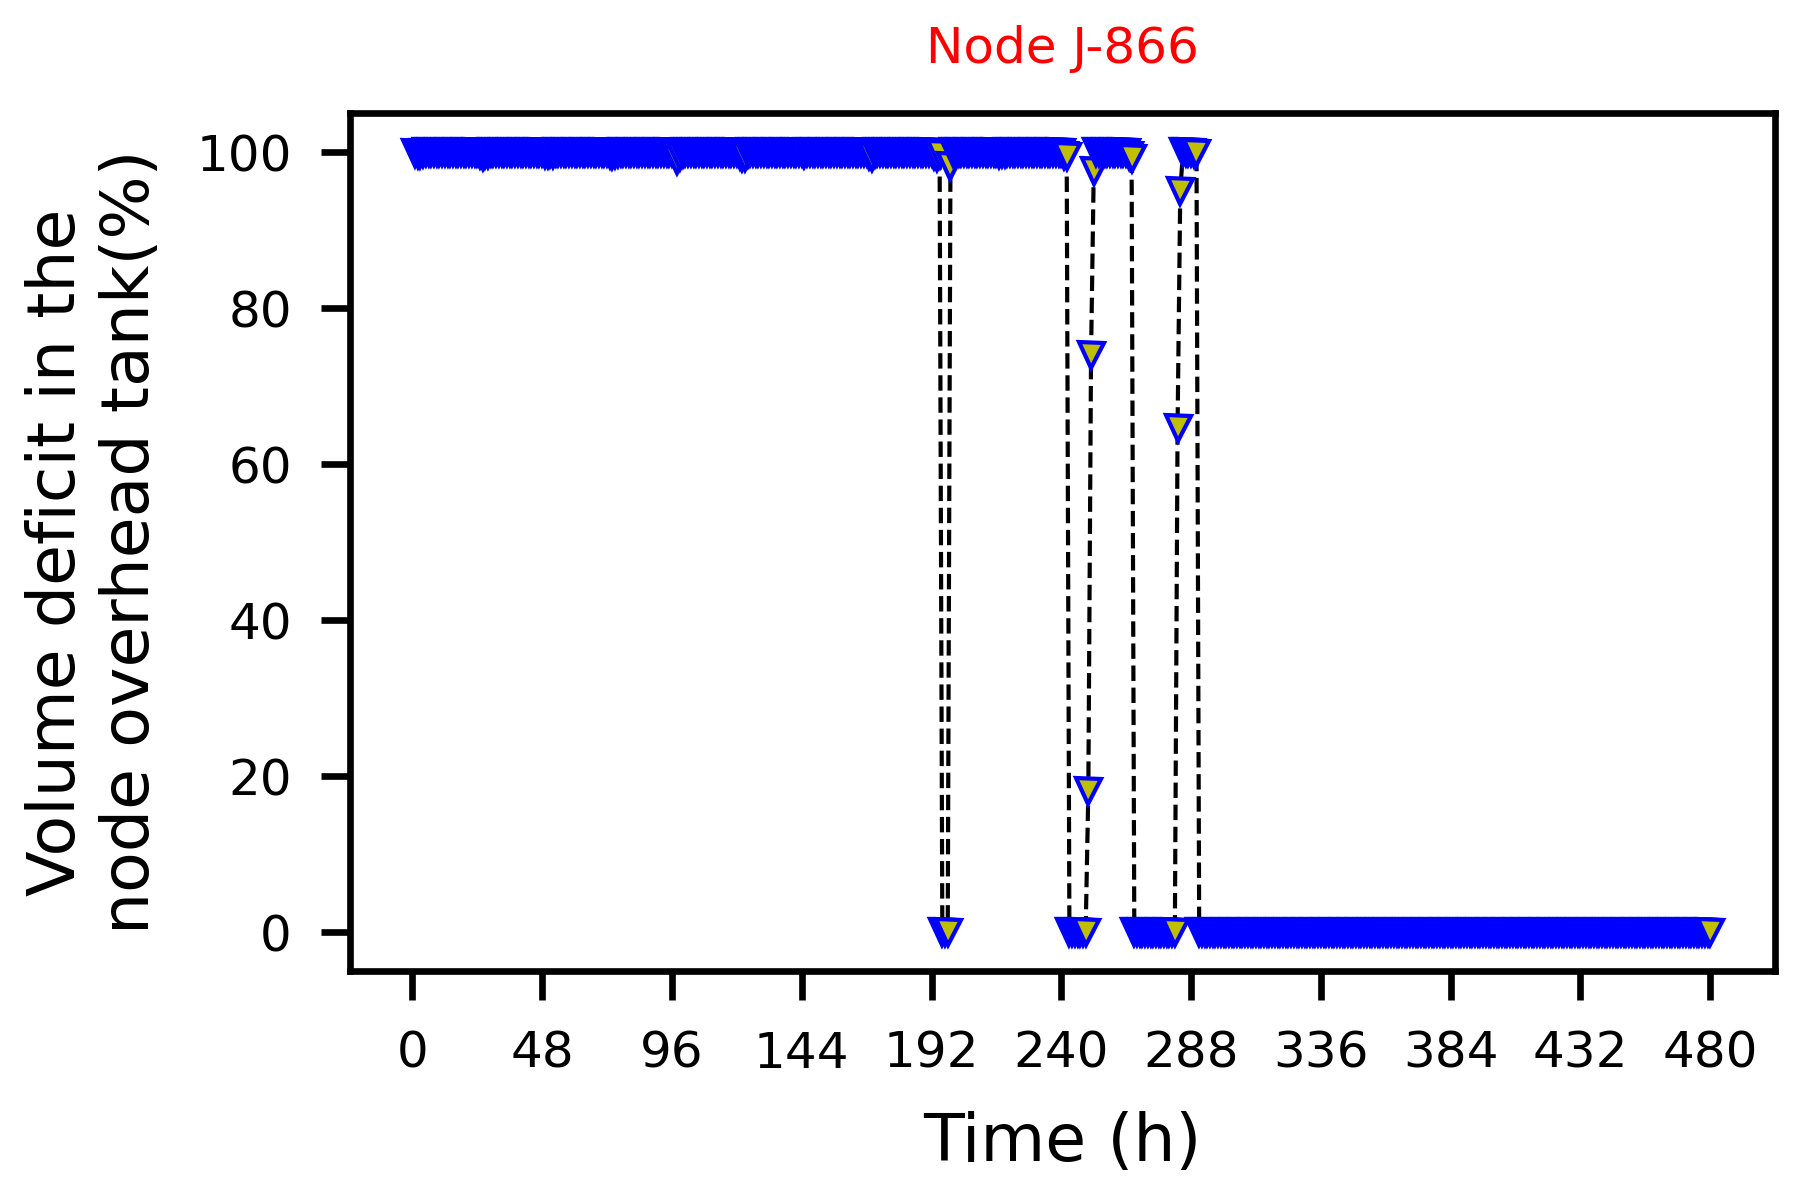 Node J-866
Volume deficit in the
node overhead tank(%)
100
80
60
40
20
0
0 48 96 144 192 240 288 336 384 432 480
Time (h)